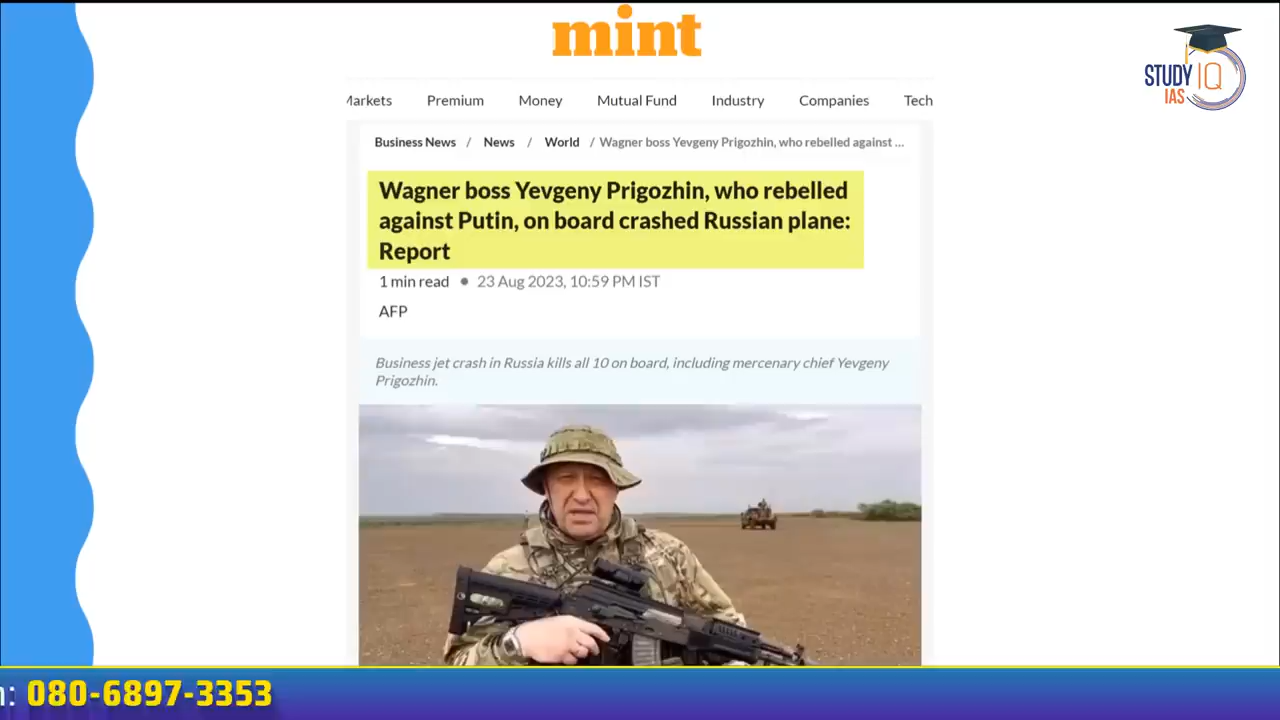 mint
STUDY IQ
IAS
Markets Premium Money Mutual Fund Industry Companies Tech
Business News / News / World / Wagner boss Yevgeny Prigozhin, who rebelled against ...
Wagner boss Yevgeny Prigozhin, who rebelled
against Putin, on board crashed Russian plane:
Report
1 min read • 23 Aug 2023, 10:59 PM IST
AFP
Business jet crash in Russia kills all 10 on board, including mercenary chief Yevgeny
Prigozhin.
: 080-6897-3353